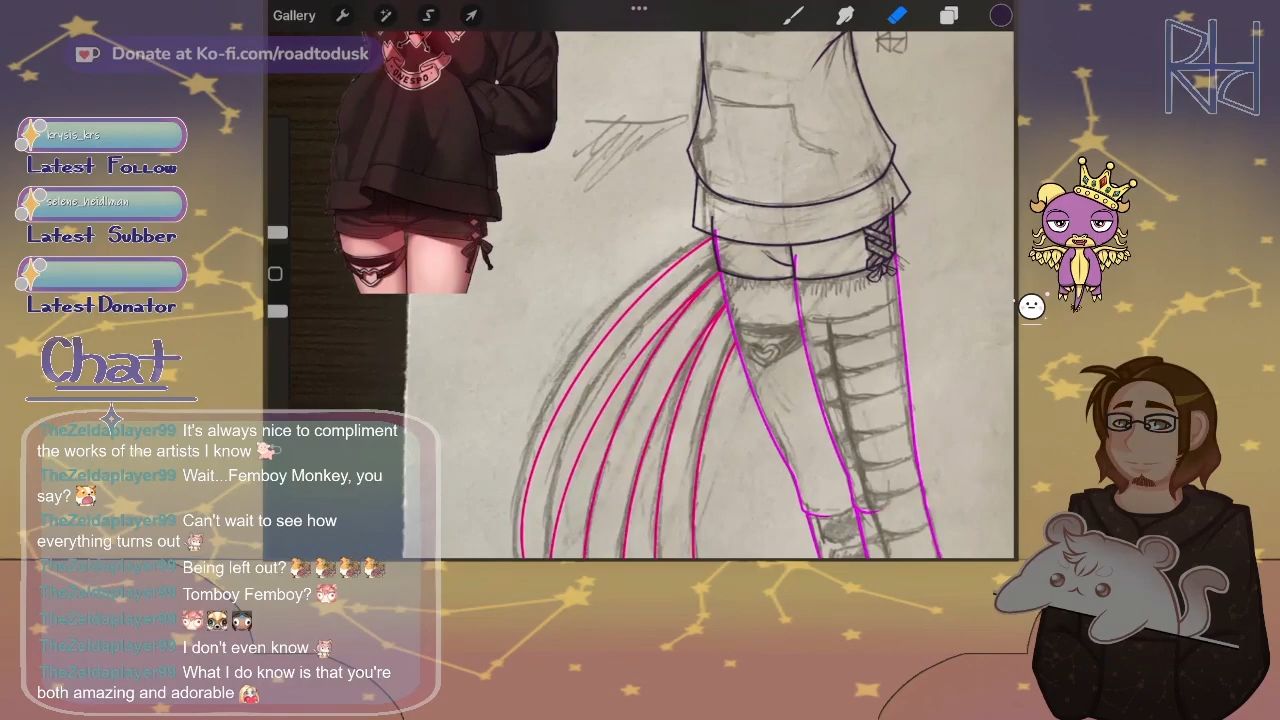 Gallery
Donate at Ko-fi.com/roadtodusk
ONESPO
krysis_krs
Latest Follow
selene_heidlman
Latest Subber
Latest Donator
Chat
TheZeldaplayer99 It's always nice to compliment
the works of the artists I know
TheZeldaplayer99 Wait...Femboy Monkey, you
say?
TheZeldaplayer99 Can't wait to see how
everything turns out
TheZeldaplayer99 Being left out?
TheZeldaplayer99 Tomboy Femboy?
TheZeldaplayer99
TheZeldaplayer99 I don't even know
TheZeldaplayer99 What I do know is that you're
both amazing and adorable